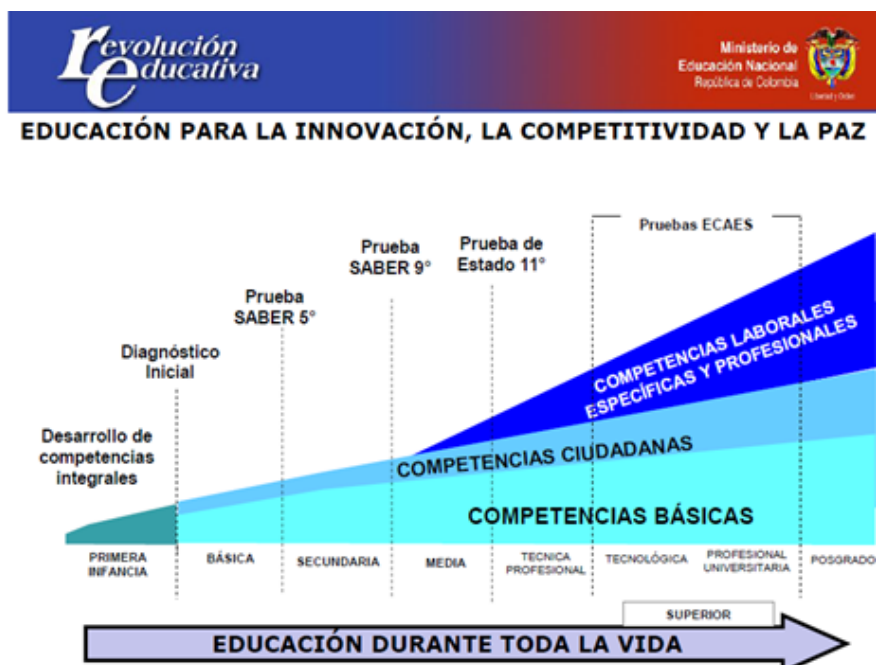 revolución
educativa
Ministerio de
Educación Nacional
República de Colombia
Libertad y Orden
EDUCACIÓN PARA LA INNOVACIÓN, LA COMPETITIVIDAD Y LA PAZ
Pruebas ECAES
Prueba
SABER 9°
Prueba de
Estado 11°
Prueba
SABER 5°
Diagnóstico
Inicial
Desarrollo de
competencias
integrales
COMPETENCIAS LABORALES
ESPECÍFICAS Y PROFESIONALES
COMPETENCIAS CIUDADANAS
COMPETENCIAS BÁSICAS
PRIMERA
INFANCIA
BÁSICA
SECUNDARIA
MEDIA
TECNICA
PROFESIONAL
TECNOLÓGICA
PROFESIONAL
UNIVERSITARIA
POSGRADO
SUPERIOR
EDUCACIÓN DURANTE TODA LA VIDA